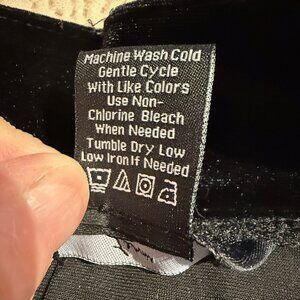 Machine Wash Cold
Gentle Cycle
With Like Colors
Use Non-
Chlorine Bleach
When Needed
Tumble Dry Low
Low Iron If Needed